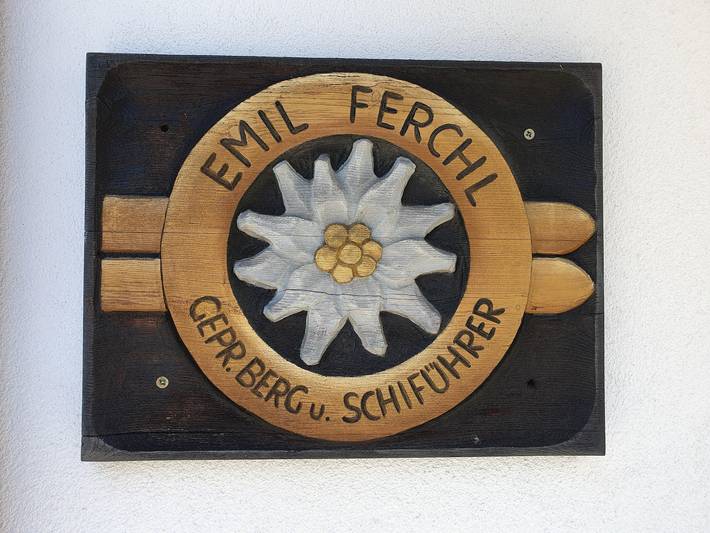 EMIL FERCHL
GEPR. BERG u. SCHIFÜHRER